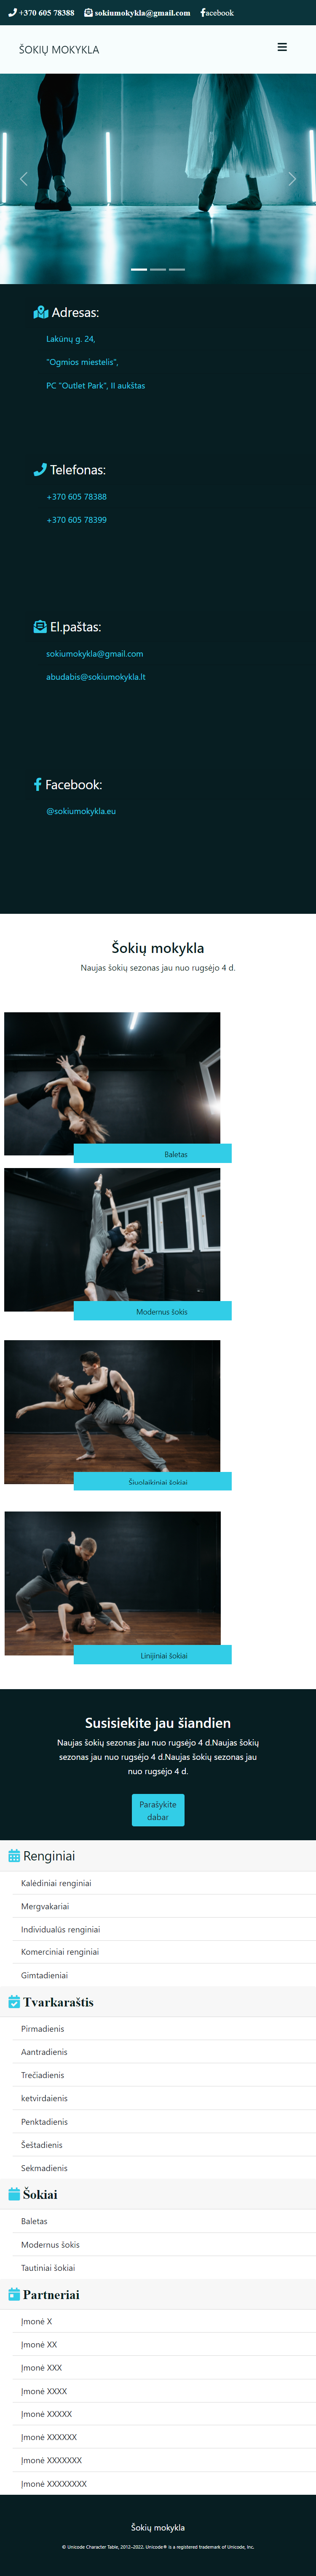 +370 605 78388 sokiumokykla@gmail.com facebook
ŠOKIŲ MOKYKLA
Adresas:
Lakūnų g. 24,
"Ogmios miestelis",
PC "Outlet Park", II aukštas
Telefonas:
+370 605 78388
+370 605 78399
El.paštas:
sokiumokykla@gmail.com
abudabis@sokiumokykla.lt
Facebook:
@sokiumokykla.eu
Šokių mokykla
Naujas šokių sezonas jau nuo rugsėjo 4 d.
Baletas
Modernus šokis
Šiuolaikiniai šokiai
Linijiniai šokiai
Susisiekite jau šiandien
Naujas šokių sezonas jau nuo rugsėjo 4 d.Naujas šokių
sezonas jau nuo rugsėjo 4 d.Naujas šokių sezonas jau
nuo rugsėjo 4 d.
Parašykite
dabar
Renginiai
Kalėdiniai renginiai
Mergvakariai
Individualūs renginiai
Komerciniai renginiai
Gimtadieniai
Tvarkaraštis
Pirmadienis
Aantradienis
Trečiadienis
ketvirdaienis
Penktadienis
Šeštadienis
Sekmadienis
Šokiai
Baletas
Modernus šokis
Tautiniai šokiai
Partneriai
Įmonė X
Įmonė XX
Įmonė XXX
Įmonė XXXX
Įmonė XXXXX
Įmonė XXXXXX
Įmonė XXXXXXX
Įmonė XXXXXXXX
Šokių mokykla
© Unicode Character Table, 2012–2022. Unicode® is a registered trademark of Unicode, Inc.